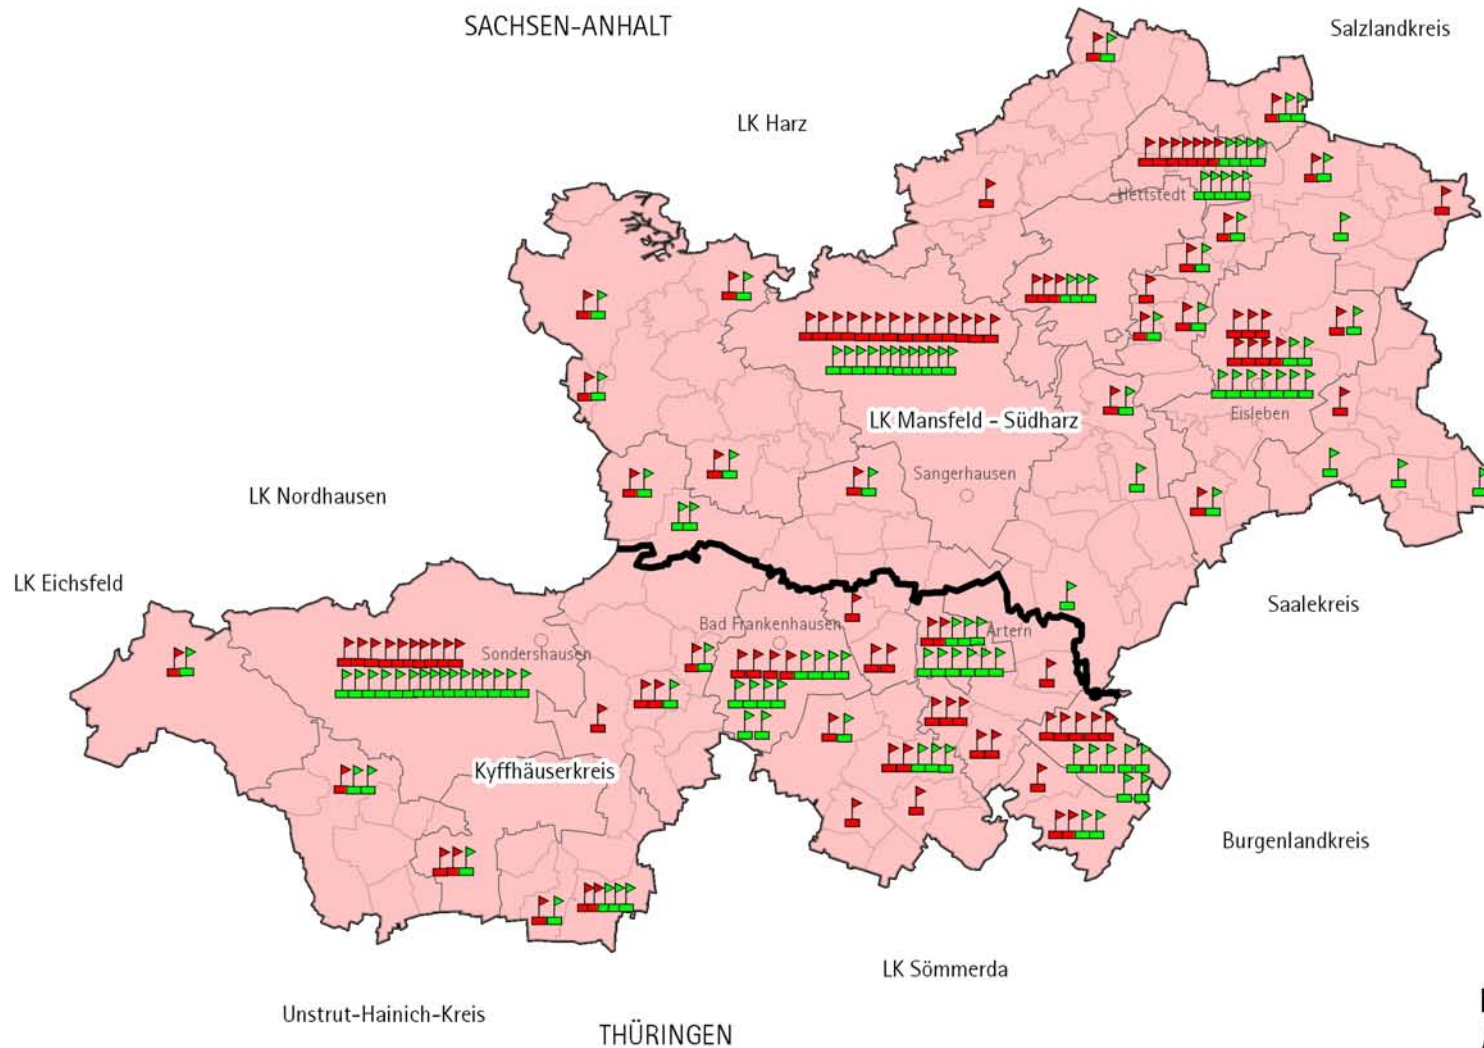 SACHSEN-ANHALT
Salzlandkreis
LK Harz
Hettstedt
LK Mansfeld - Südharz
Eisleben
Sangerhausen
LK Nordhausen
LK Eichsfeld
Saalekreis
Bad Frankenhausen
Artern
Sondershausen
Kyffhäuserkreis
Burgenlandkreis
LK Sömmerda
Unstrut-Hainich-Kreis
THÜRINGEN